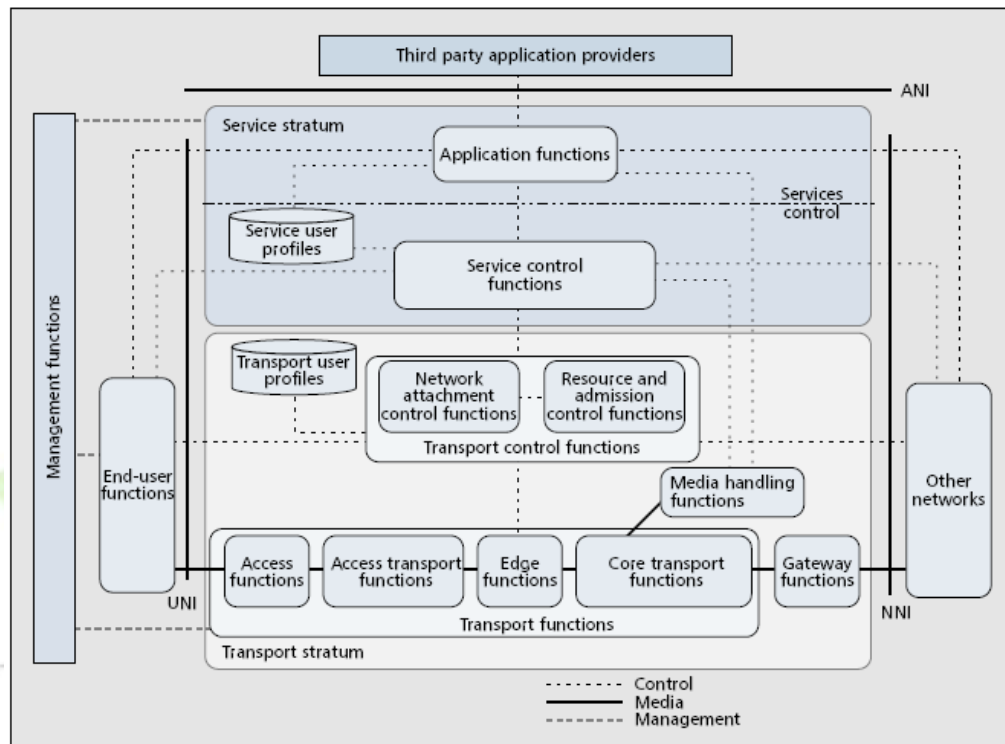 Third party application providers
ANI
Service stratum
Application functions
Services
control
Service user
profiles
Service control
functions
Management functions
Transport user
profiles
Network
attachment
control functions
Resource and
admission
control functions
Transport control functions
End-user
functions
Media handling
functions
Other
networks
Access
functions
Access transport
functions
Edge
functions
Core transport
functions
Gateway
functions
UNI
NNI
Transport functions
Transport stratum
Control
Media
Management